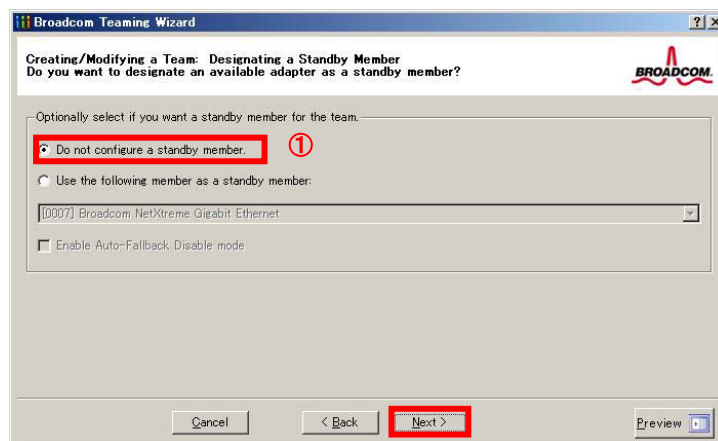 Broadcom Teaming Wizard
Creating/Modifying a Team: Designating a Standby Member
Do you want to designate an available adapter as a standby member?
BROADCOM.
Optionally select if you want a standby member for the team.
Do not configure a standby member.
①
Use the following member as a standby member:
[0007] Broadcom NetXtreme Gigabit Ethernet
Enable Auto-Fallback Disable mode
Cancel
< Back
Next >
Preview